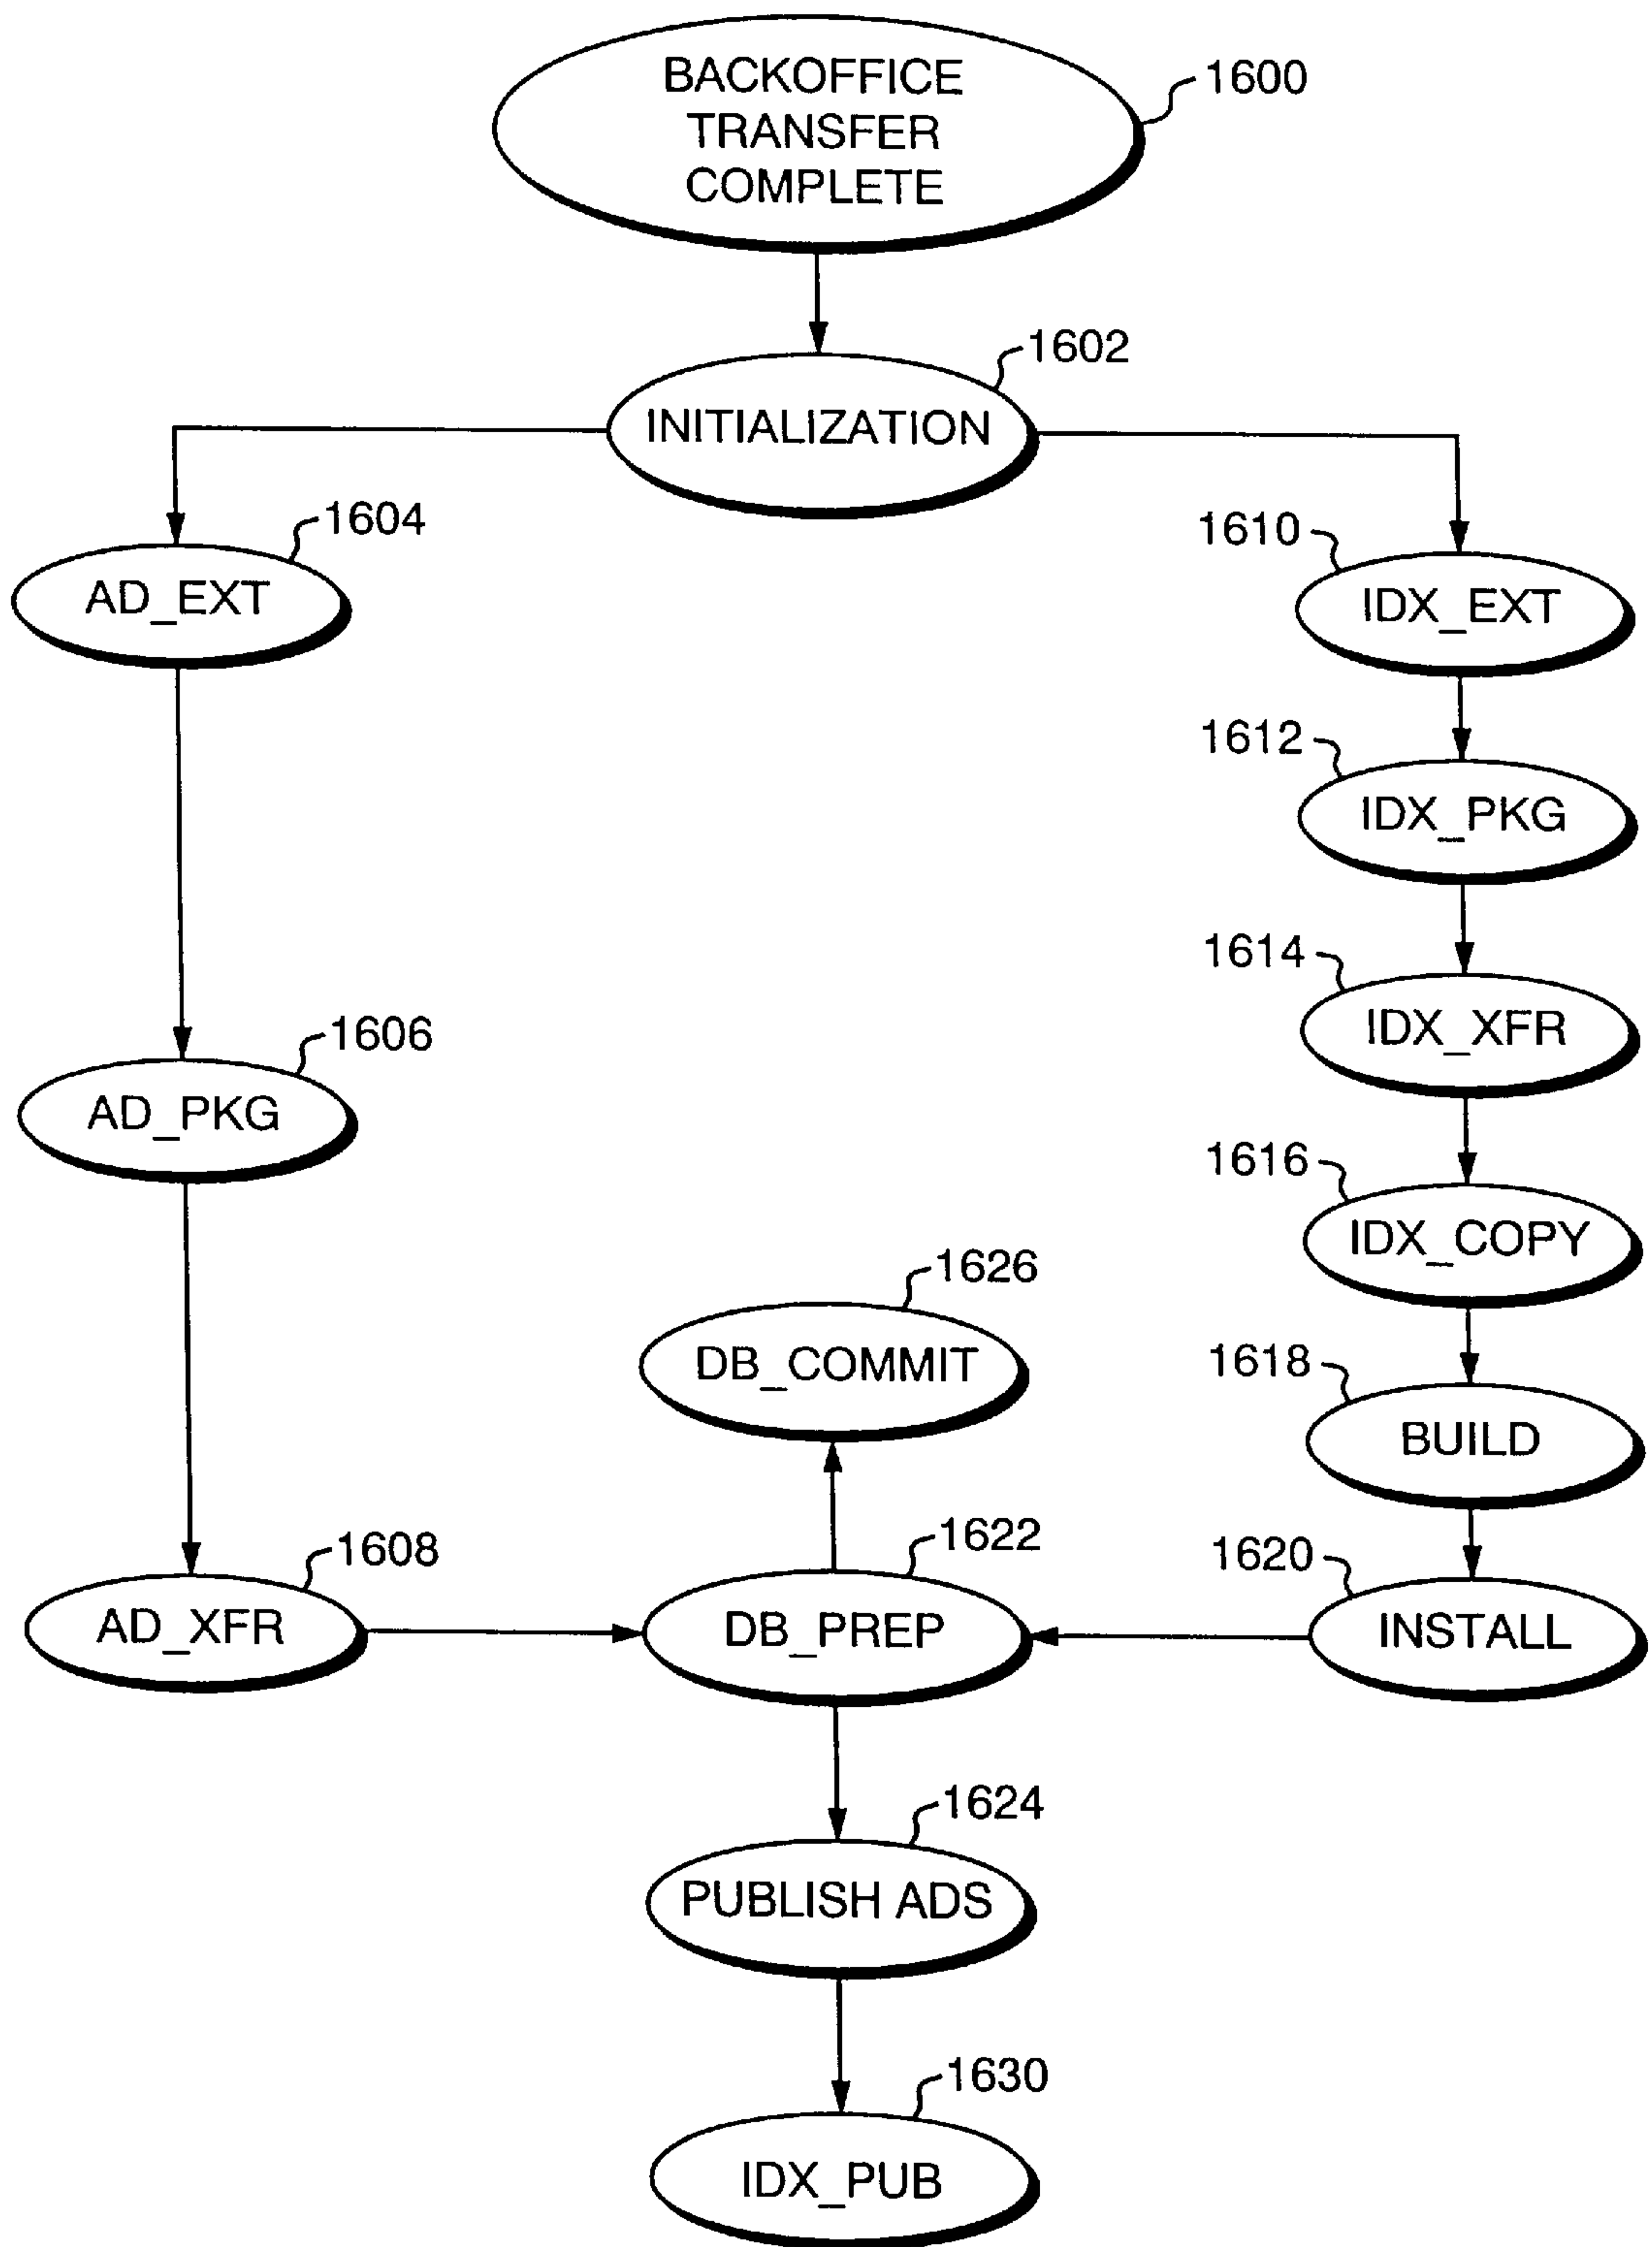 BACKOFFICE
TRANSFER
COMPLETE
1600
1602
INITIALIZATION
1604
AD_EXT
1610
IDX_EXT
1612
IDX_PKG
1614
IDX_XFR
1606
AD_PKG
1616
IDX_COPY
1626
DB_COMMIT
1618
BUILD
1608
AD_XFR
1622
DB_PREP
1620
INSTALL
1624
PUBLISH ADS
1630
IDX_PUB